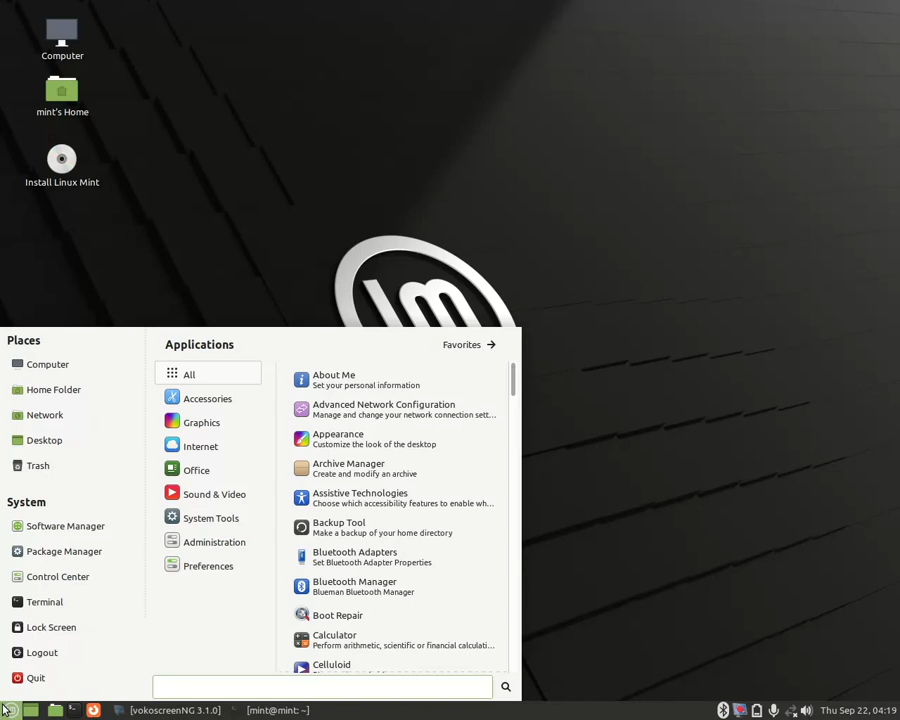 Computer
mint's Home
Install Linux Mint
lm
Places
Computer
Home Folder
Network
Desktop
Trash
System
Software Manager
Package Manager
Control Center
Terminal
Lock Screen
Logout
Quit
Applications
Favorites
All
Accessories
Graphics
Internet
Office
Sound & Video
System Tools
Administration
Preferences
About Me
Set your personal information
Advanced Network Configuration
Manage and change your network connection sett...
Appearance
Customize the look of the desktop
Archive Manager
Create and modify an archive
Assistive Technologies
Choose which accessibility features to enable wh...
Backup Tool
Make a backup of your home directory
Bluetooth Adapters
Set Bluetooth Adapter Properties
Bluetooth Manager
Blueman Bluetooth Manager
Boot Repair
Calculator
Perform arithmetic, scientific or financial calculati...
Celluloid
[vokoscreenNG 3.1.0]
[mint@mint: ~]
Thu Sep 22, 04:19